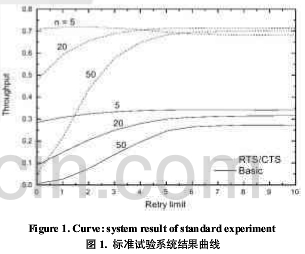 0.8
0.7
0.6
0.5
0.4
0.3
0.2
0.1
0.0
Throughput
n = 5
20
50
5
20
50
RTS/CTS
Basic
0 1 2 3 4 5 6 7 8 9 10
Retry limit
Figure 1. Curve: system result of standard experiment
图 1. 标准试验系统结果曲线